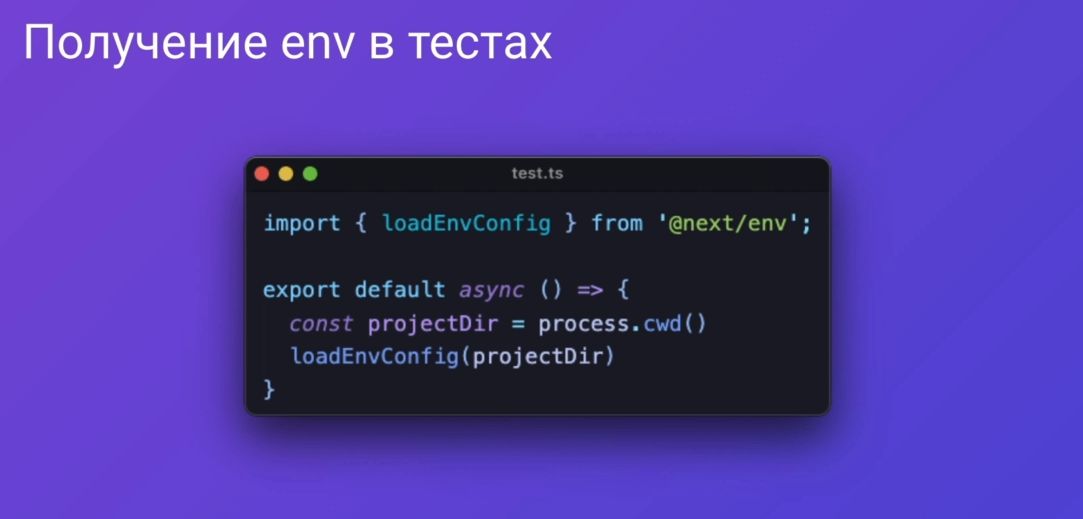 Получение env в тестах
test.ts
import { loadEnvConfig } from '@next/env';
export default async () => {
const projectDir = process.cwd()
loadEnvConfig(projectDir)
}